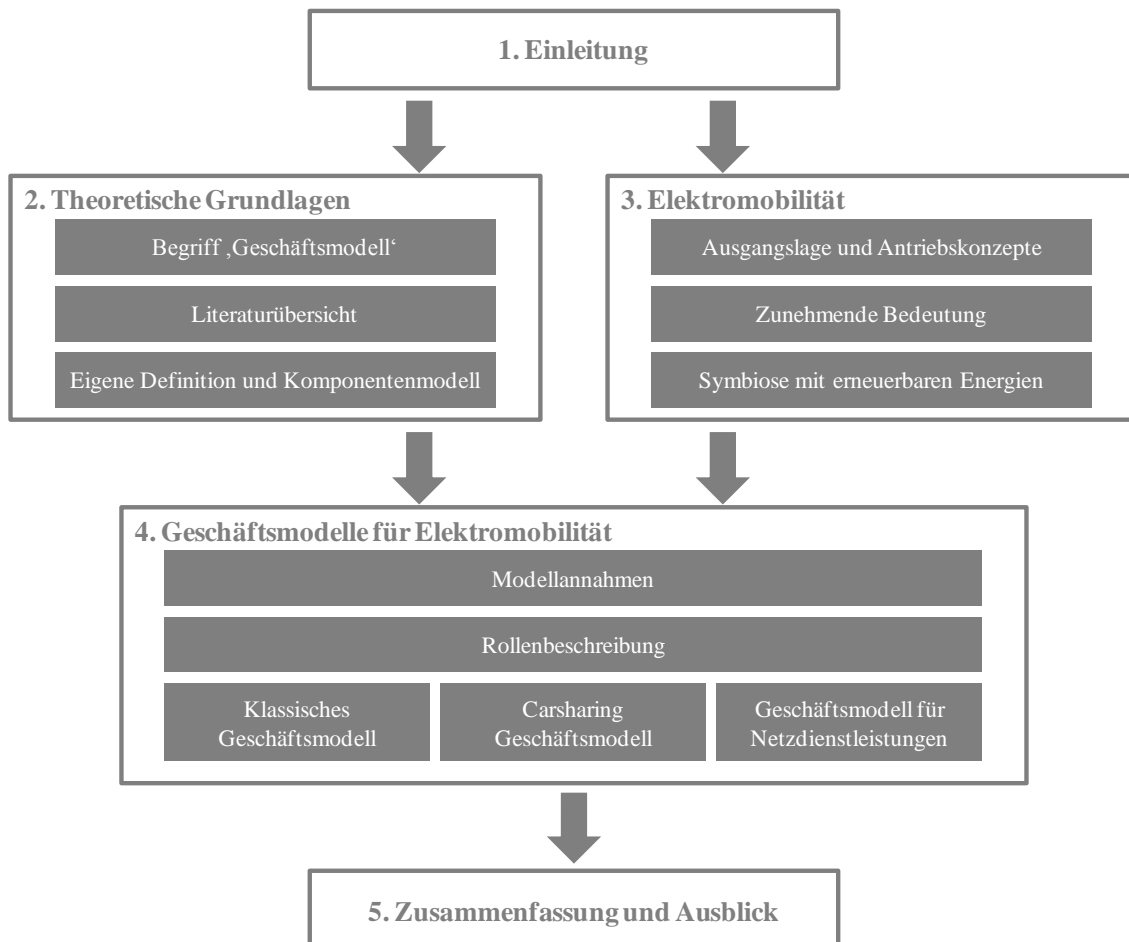 1. Einleitung
2. Theoretische Grundlagen
Begriff ‚Geschäftsmodell‘
Literaturübersicht
Eigene Definition und Komponentenmodell
3. Elektromobilität
Ausgangslage und Antriebskonzepte
Zunehmende Bedeutung
Symbiose mit erneuerbaren Energien
4. Geschäftsmodelle für Elektromobilität
Modellannahmen
Rollenbeschreibung
Klassisches
Geschäftsmodell
Carsharing
Geschäftsmodell
Geschäftsmodell für
Netzdienstleistungen
5. Zusammenfassung und Ausblick